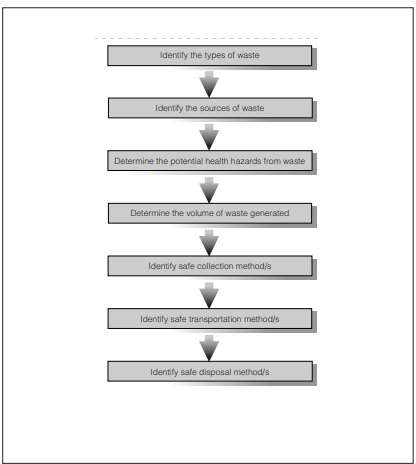 Identify the types of waste
Identify the sources of waste
Determine the potential health hazards from waste
Determine the volume of waste generated
Identify safe collection method/s
Identify safe transportation method/s
Identify safe disposal method/s